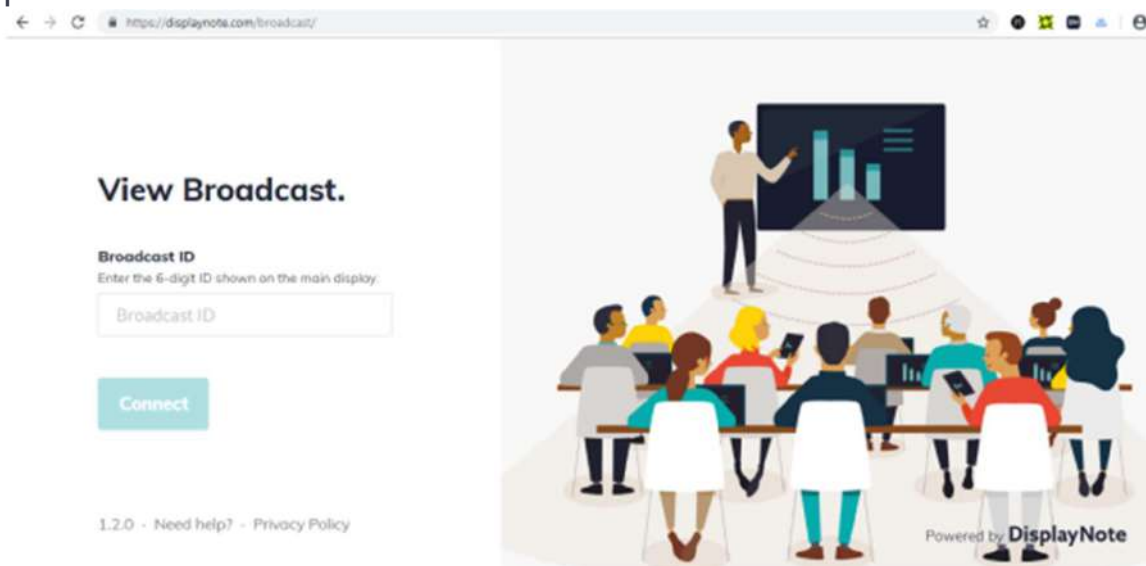 https://displaynote.com/broadcast/
View Broadcast.
Broadcast ID
Enter the 6-digit ID shown on the main display.
Broadcast ID
Connect
1.2.0 - Need help? - Privacy Policy
Powered by DisplayNote